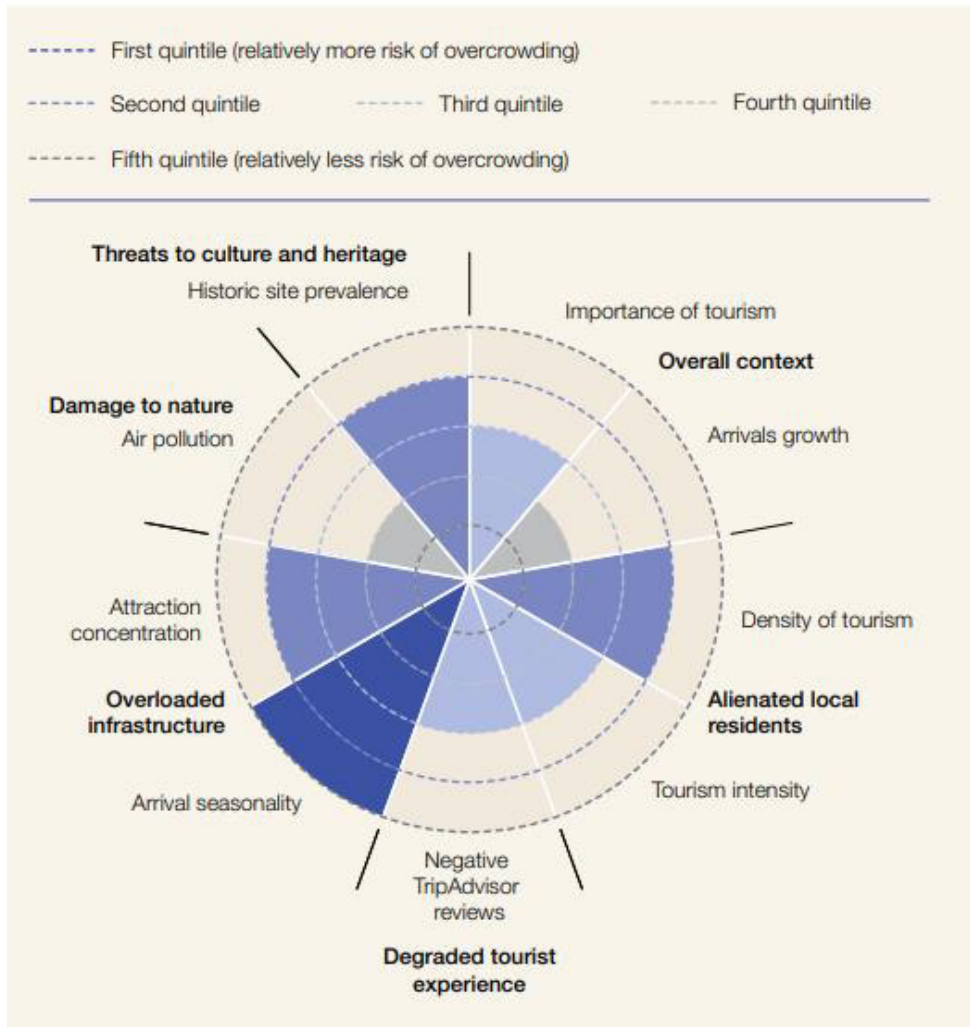 First quintile (relatively more risk of overcrowding)
Second quintile
Third quintile
Fourth quintile
Fifth quintile (relatively less risk of overcrowding)
Threats to culture and heritage
Historic site prevalence
Importance of tourism
Overall context
Damage to nature
Air pollution
Arrivals growth
Attraction
concentration
Density of tourism
Overloaded
infrastructure
Alienated local
residents
Arrival seasonality
Tourism intensity
Negative
TripAdvisor
reviews
Degraded tourist
experience